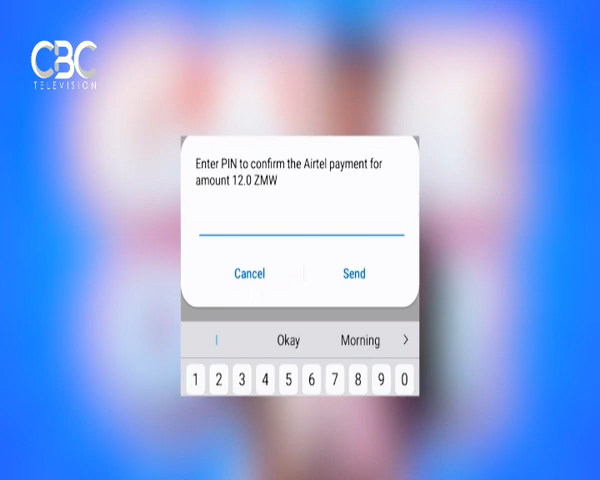 CBC
TELEVISION
Enter PIN to confirm the Airtel payment for
amount 12.0 ZMW
Cancel Send
I Okay Morning >
1 2 3 4 5 6 7 8 9 0